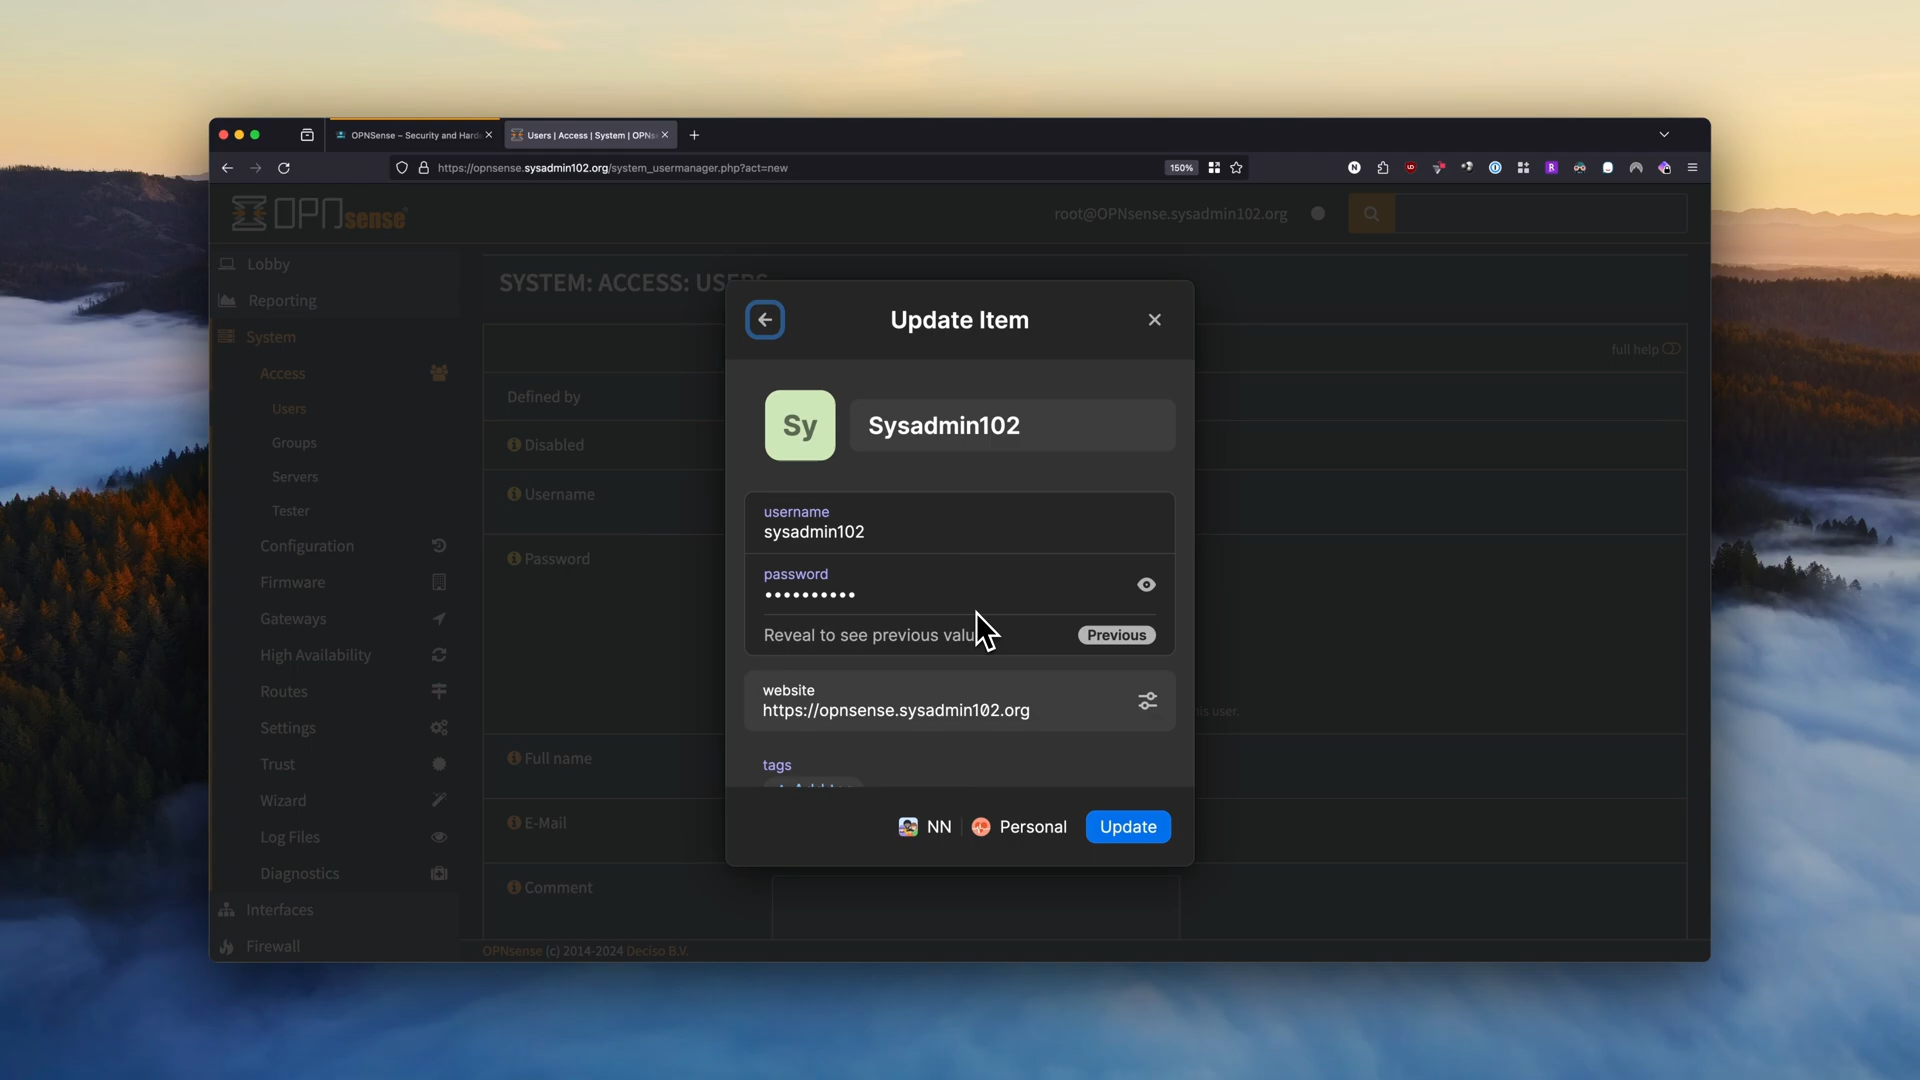 OPNSense – Security and Hard
Users | Access | System | OPNs
https://opnsense.sysadmin102.org/system_usermanager.php?act=new
150%
OPNsense
root@OPNsense.sysadmin102.org
Lobby
Reporting
System
Access
Users
Groups
Servers
Tester
Configuration
Firmware
Gateways
High Availability
Routes
Settings
Trust
Wizard
Log Files
Diagnostics
Interfaces
Firewall
SYSTEM: ACCESS: USERS
full help
Defined by
Disabled
Username
Password
is user.
Full name
E-Mail
Comment
OPNsense (c) 2014-2024 Deciso B.V.
Update Item
Sy
Sysadmin102
username
sysadmin102
password
••••••••••
Reveal to see previous valu
Previous
website
https://opnsense.sysadmin102.org
tags
NN
Personal
Update